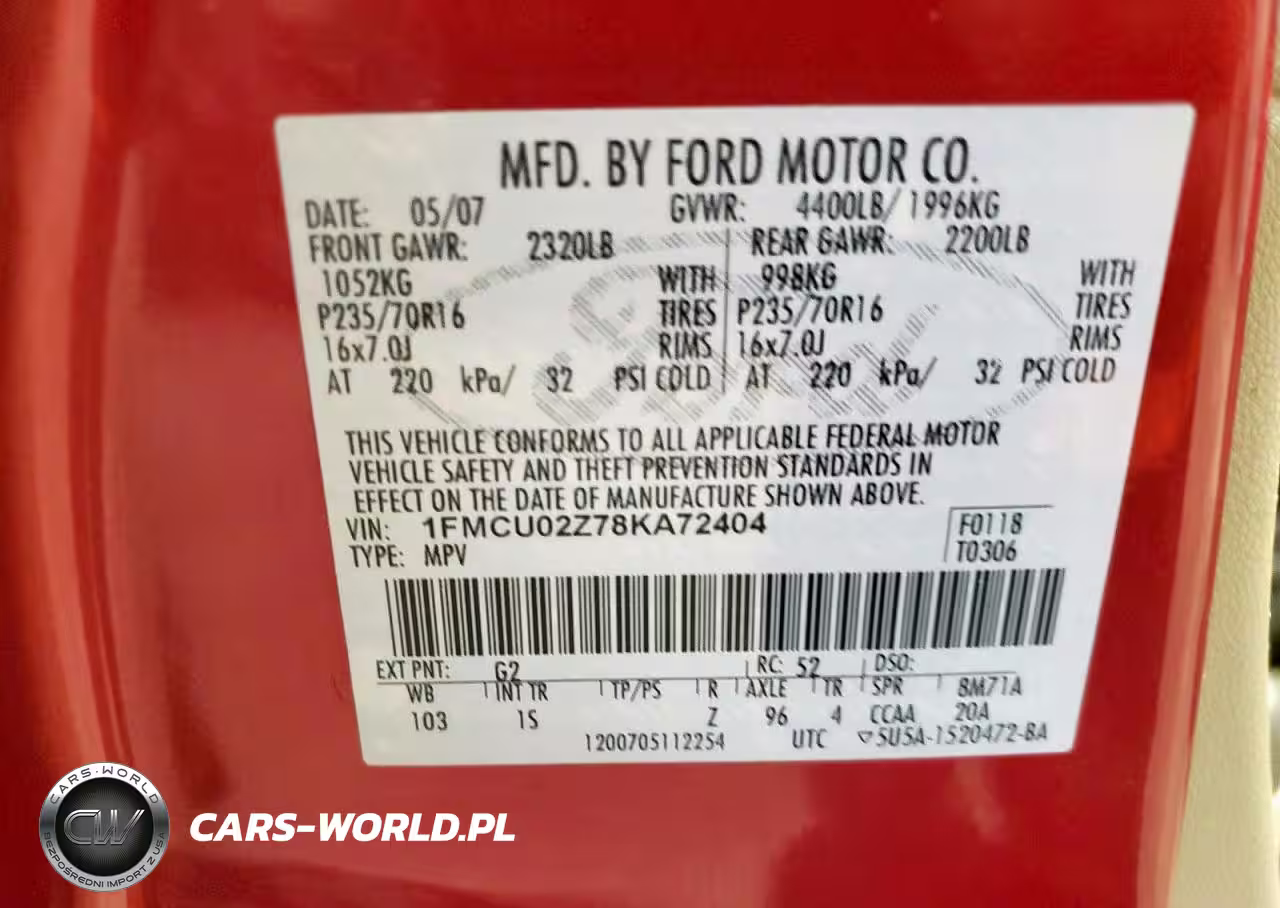 MFD. BY FORD MOTOR CO.
DATE: 05/07 GVWR: 4400LB/ 1996KG
FRONT GAWR: 2320LB REAR GAWR: 2200LB
1052KG WITH 998KG WITH
P235/70R16 TIRES P235/70R16 TIRES
16x7.0J RIMS 16x7.0J RIMS
AT 220 kPa/ 32 PSI COLD AT 220 kPa/ 32 PSI COLD
THIS VEHICLE CONFORMS TO ALL APPLICABLE FEDERAL MOTOR
VEHICLE SAFETY AND THEFT PREVENTION STANDARDS IN
EFFECT ON THE DATE OF MANUFACTURE SHOWN ABOVE.
VIN: 1FMCU02Z78KA72404 F0118
TYPE: MPV T0306
EXT PNT: G2 RC: 52 DSO:
WB INT TR TP/PS R AXLE TR SPR 8M71A
103 1S Z 96 4 CCAA 20A
1200705112254 UTC ▽5U5A-1520472-BA
CARS-WORLD
CW
BEZPOŚREDNI IMPORT Z USA
CARS-WORLD.PL